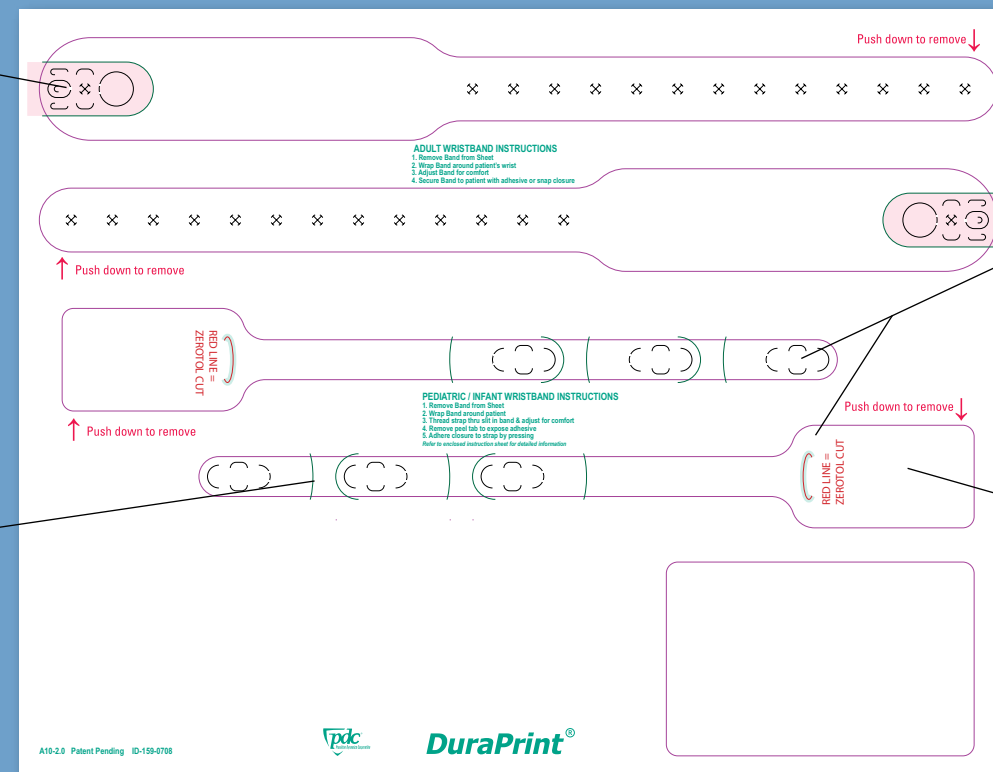 Push down to remove
ADULT WRISTBAND INSTRUCTIONS
1. Remove Band from Sheet
2. Wrap Band around patient's wrist
3. Adjust Band for comfort
4. Secure Band to patient with adhesive or snap closure
Push down to remove
RED LINE =
ZEROTOL CUT
PEDIATRIC / INFANT WRISTBAND INSTRUCTIONS
1. Remove Band from Sheet
2. Wrap Band around patient
3. Thread strap thru slit in band & adjust for comfort
4. Remove peel tab to expose adhesive
5. Adhere closure to strap by pressing
Refer to enclosed instruction sheet for detailed information
Push down to remove
Push down to remove
RED LINE =
ZEROTOL CUT
A10-2.0 Patent Pending ID-159-0708
pdc
DuraPrint®